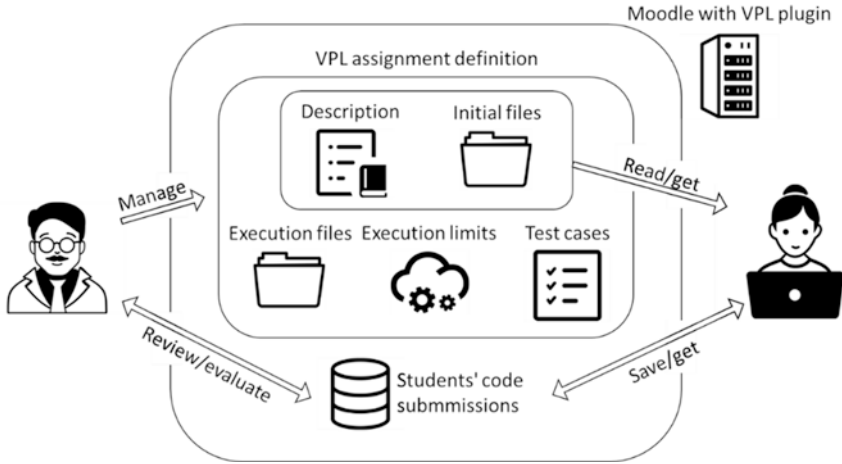 Moodle with VPL plugin
VPL assignment definition
Description
Initial files
Manage
Read/get
Execution files
Execution limits
Test cases
Review/evaluate
Students' code
submmissions
Save/get